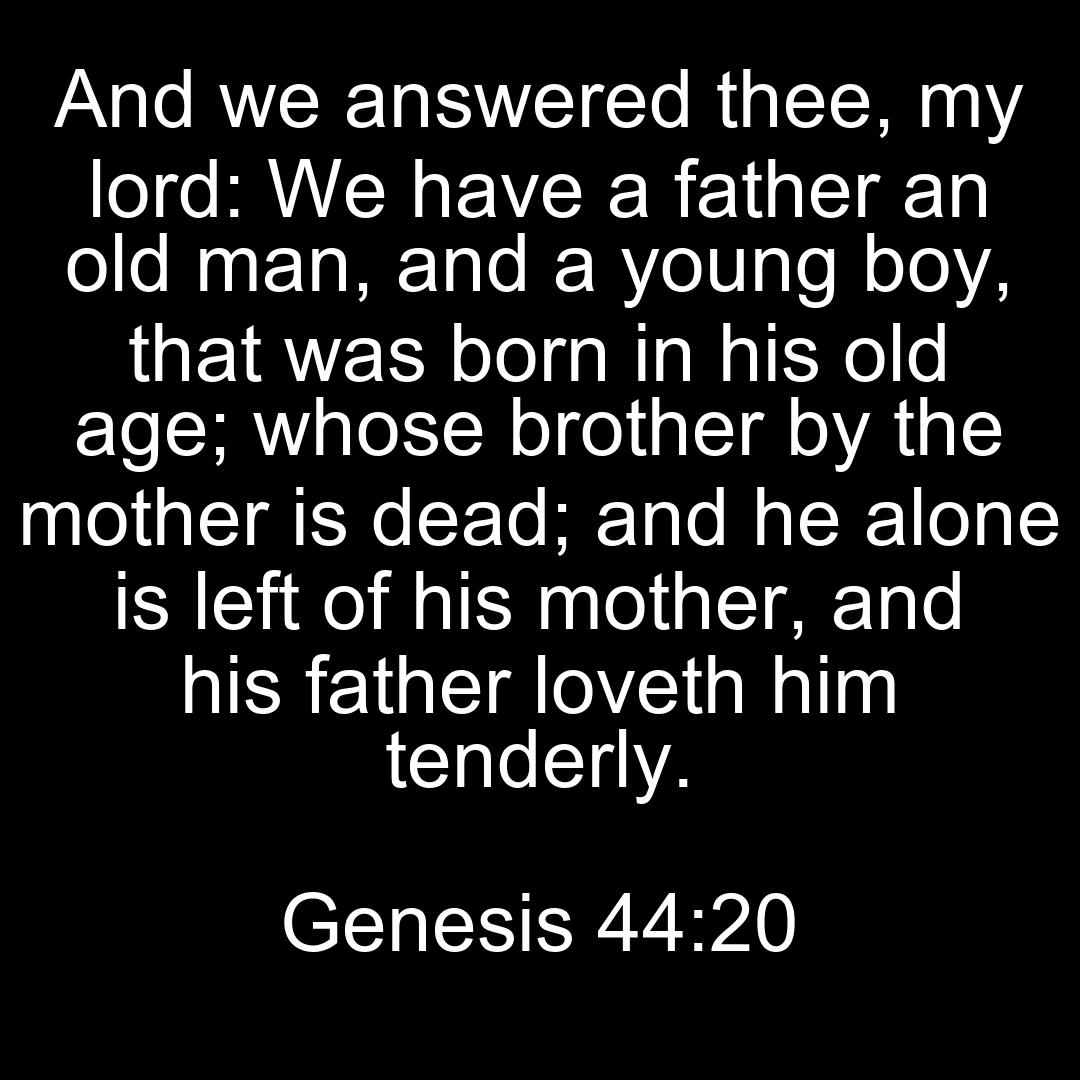 And we answered thee, my
lord: We have a father an
old man, and a young boy,
that was born in his old
age; whose brother by the
mother is dead; and he alone
is left of his mother, and
his father loveth him
tenderly.
Genesis 44:20